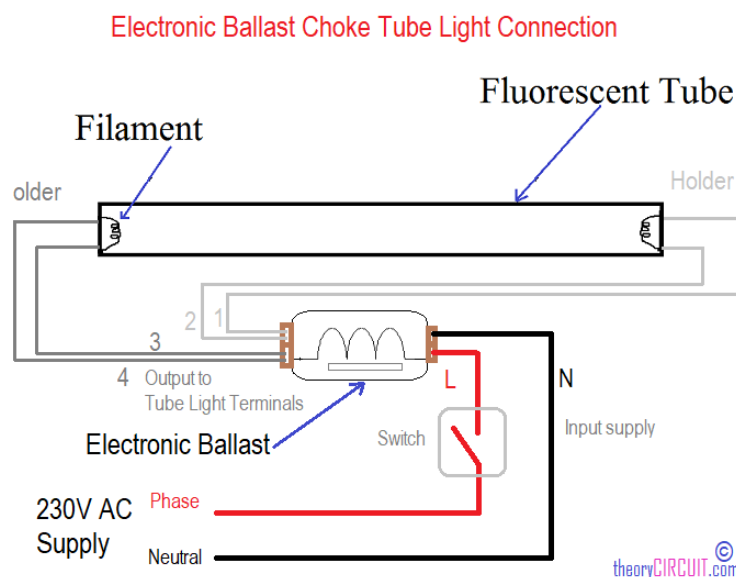 Electronic Ballast Choke Tube Light Connection
Fluorescent Tube
Filament
older
Holder
2
1
3
4
Output to
Tube Light Terminals
L
N
Electronic Ballast
Switch
Input supply
230V AC
Supply
Phase
Neutral
©
theoryCIRCUIT.com